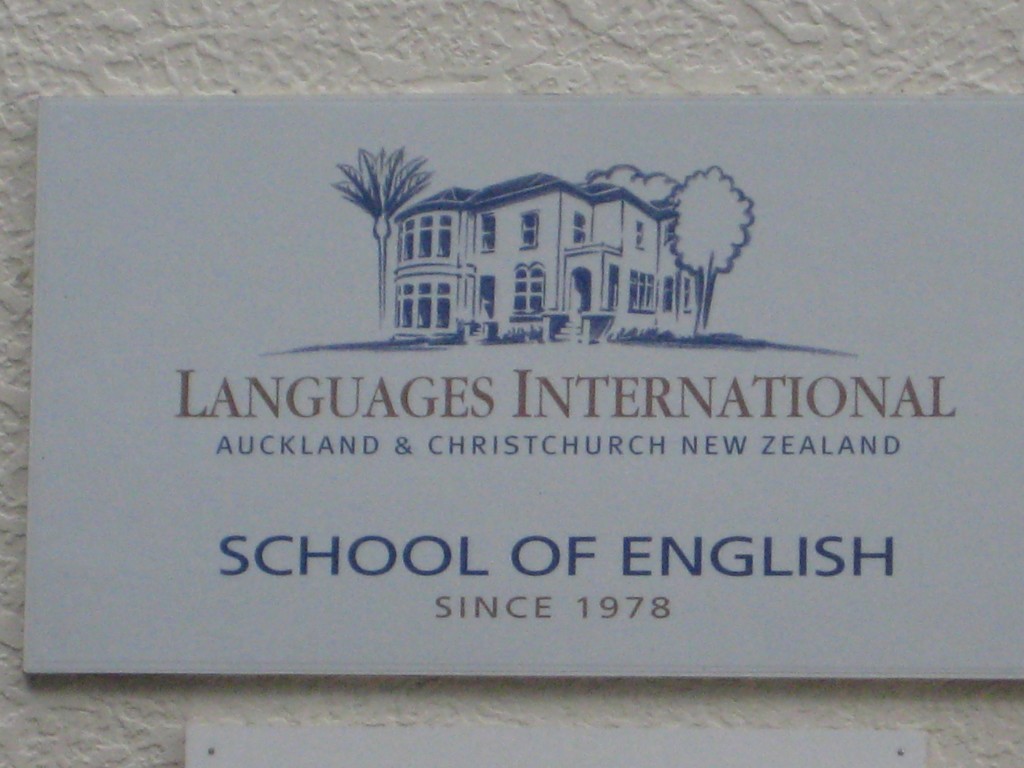 LANGUAGES INTERNATIONAL
AUCKLAND & CHRISTCHURCH NEW ZEALAND
SCHOOL OF ENGLISH
SINCE 1978